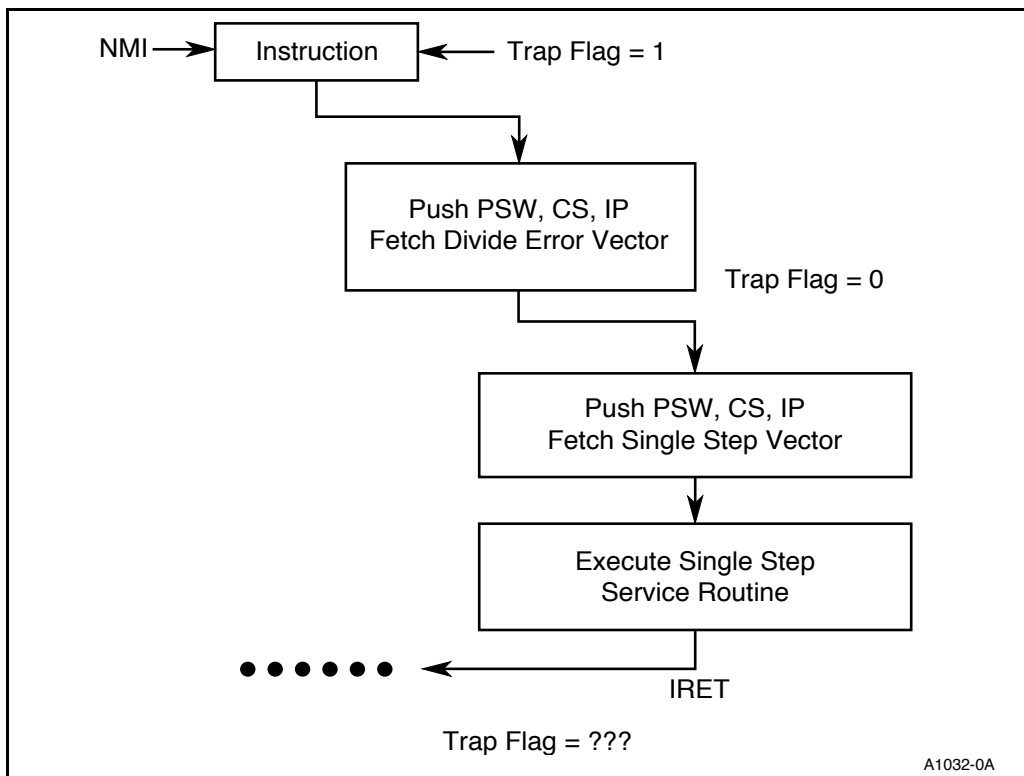 NMI
Instruction
Trap Flag = 1
Push PSW, CS, IP
Fetch Divide Error Vector
Trap Flag = 0
Push PSW, CS, IP
Fetch Single Step Vector
Execute Single Step
Service Routine
IRET
Trap Flag = ???
A1032-0A